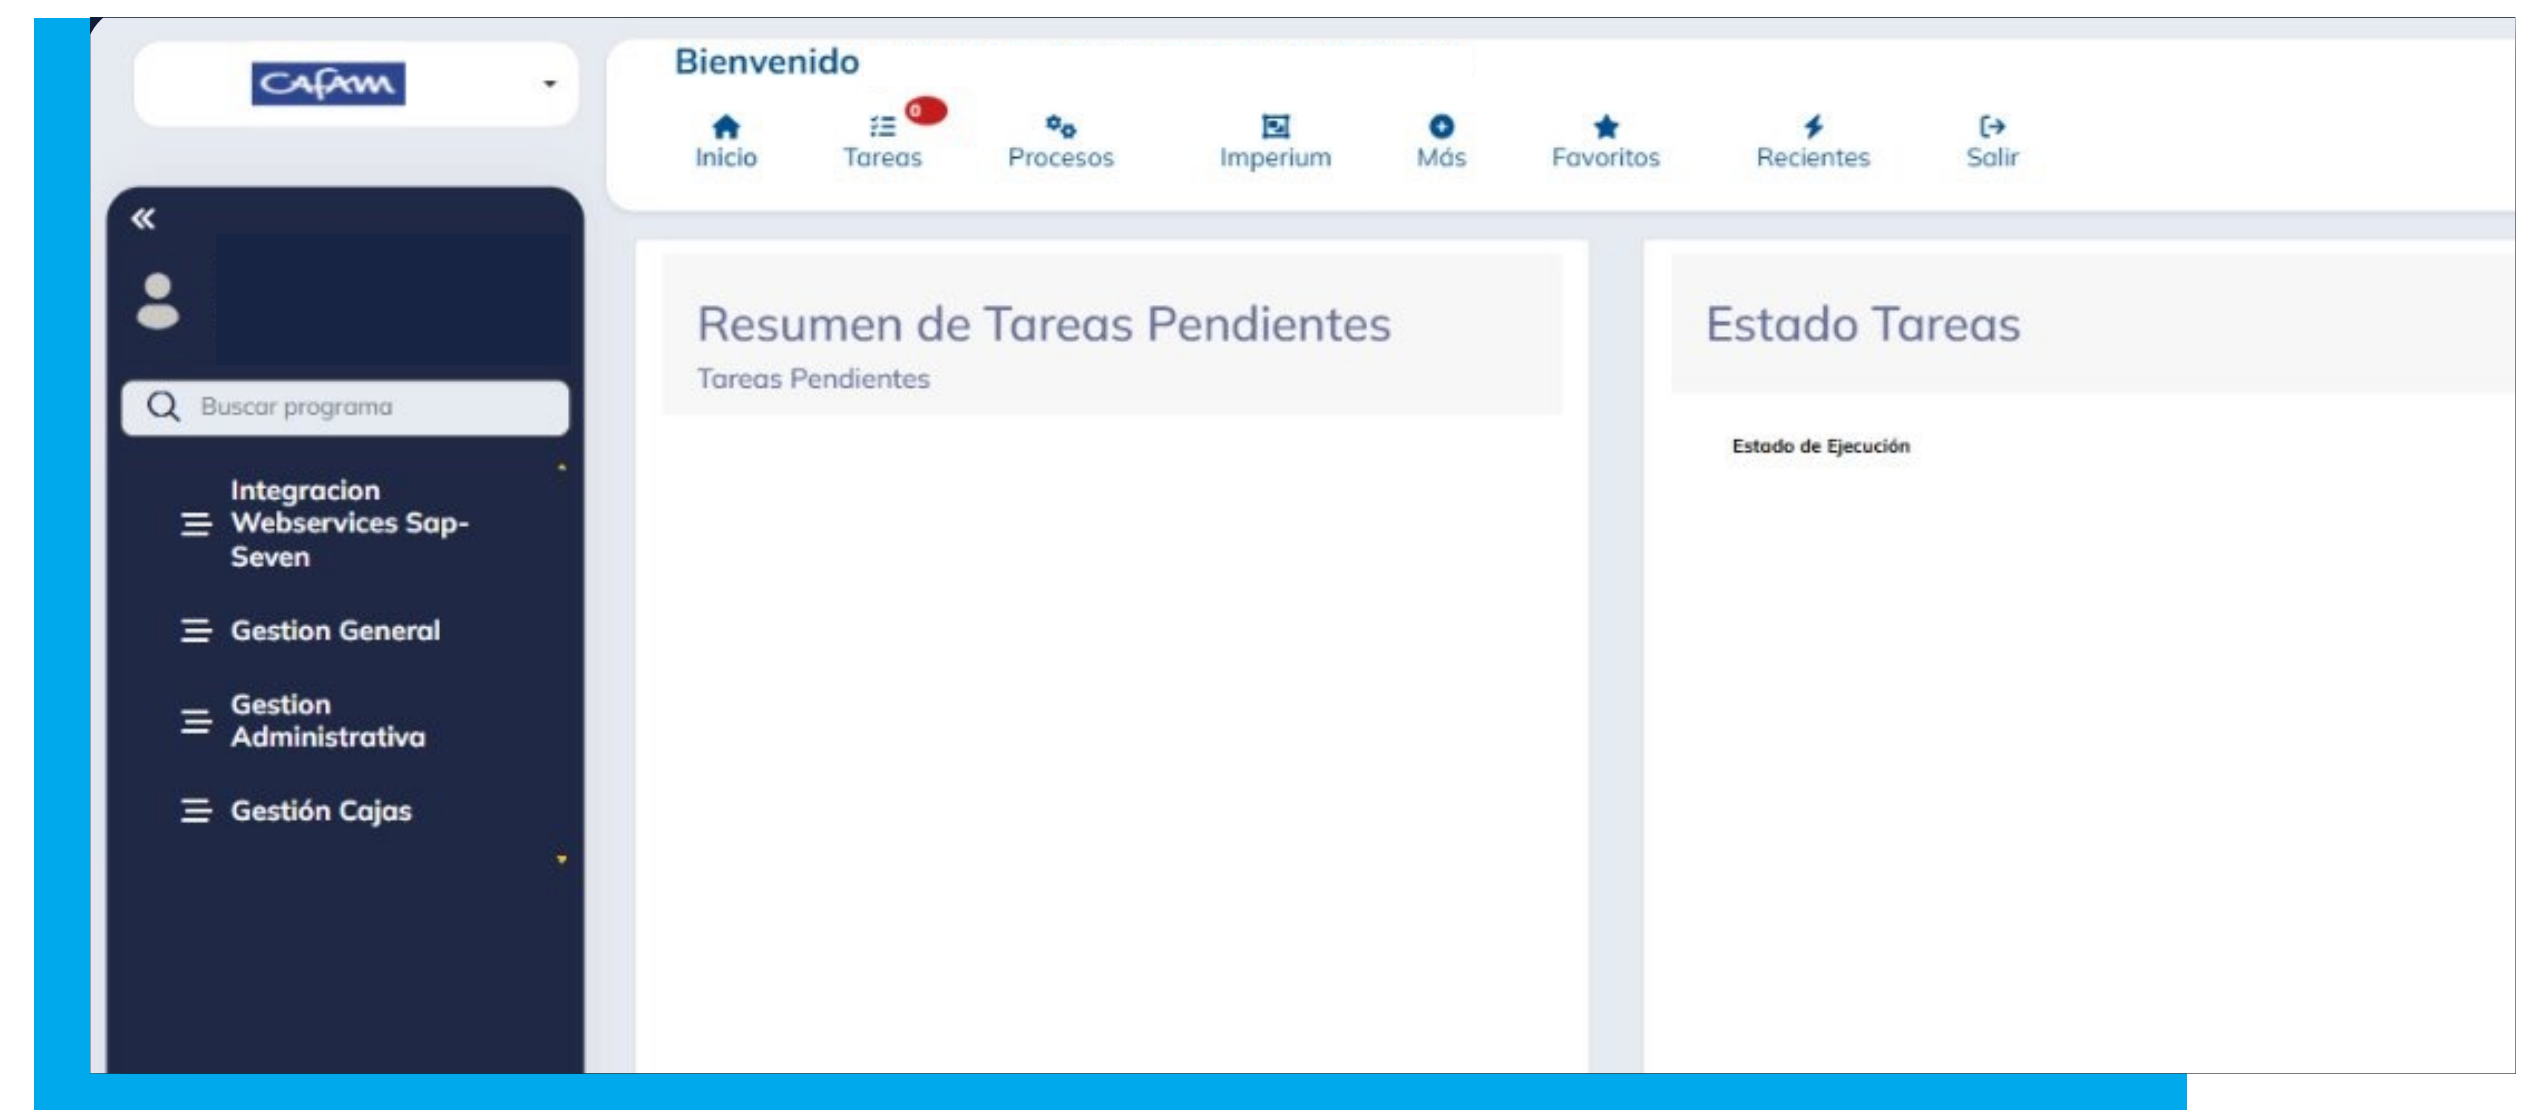 CAFAM
Bienvenido
0
Inicio
Tareas
Procesos
Imperium
Más
Favoritos
Recientes
Salir
Buscar programa
Integracion
Webservices Sap-
Seven
Gestion General
Gestion
Administrativa
Gestión Cajas
Resumen de Tareas Pendientes
Tareas Pendientes
Estado Tareas
Estado de Ejecución